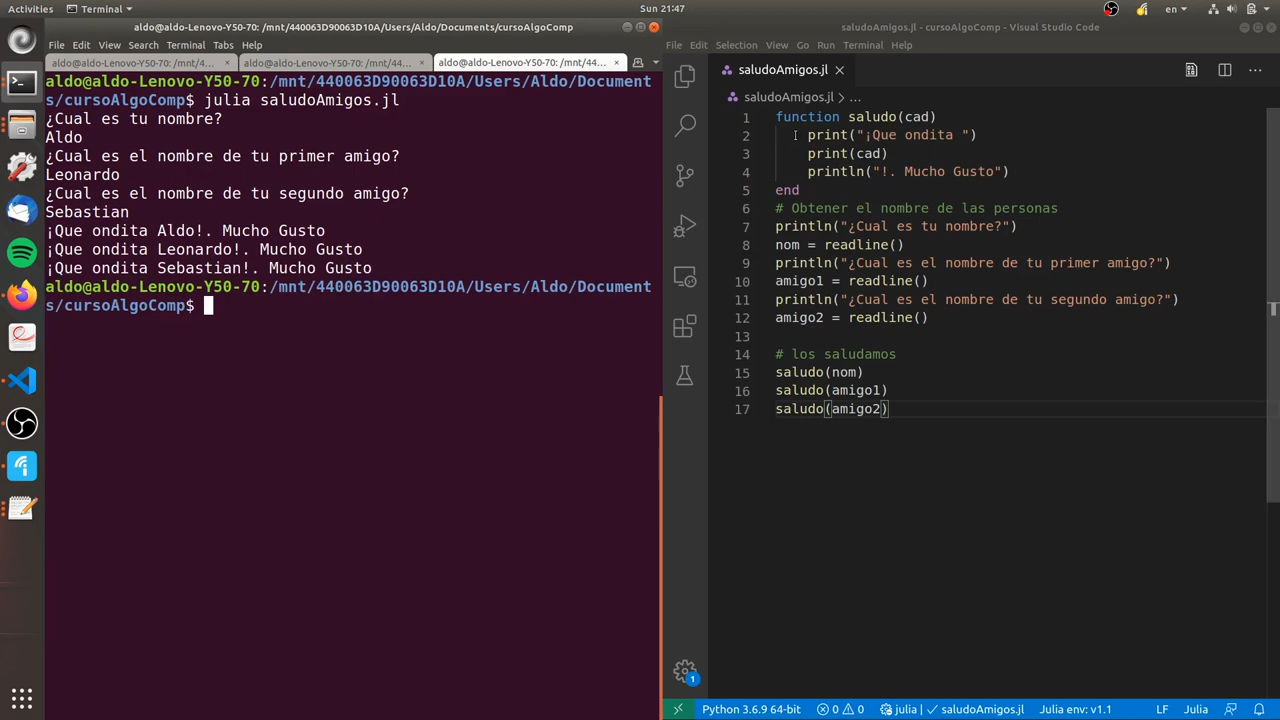 Activities
Terminal
Sun 21:47
en
aldo@aldo-Lenovo-Y50-70: /mnt/440063D90063D10A/Users/Aldo/Documents/cursoAlgoComp
File Edit View Search Terminal Tabs Help
aldo@aldo-Lenovo-Y50-70: /mnt/4...
aldo@aldo-Lenovo-Y50-70: /mnt/44...
aldo@aldo-Lenovo-Y50-70: /mnt/44...
aldo@aldo-Lenovo-Y50-70:/mnt/440063D90063D10A/Users/Aldo/Document
s/cursoAlgoComp$ julia saludoAmigos.jl
¿Cual es tu nombre?
Aldo
¿Cual es el nombre de tu primer amigo?
Leonardo
¿Cual es el nombre de tu segundo amigo?
Sebastian
¡Que ondita Aldo!. Mucho Gusto
¡Que ondita Leonardo!. Mucho Gusto
¡Que ondita Sebastian!. Mucho Gusto
aldo@aldo-Lenovo-Y50-70:/mnt/440063D90063D10A/Users/Aldo/Document
s/cursoAlgoComp$
saludoAmigos.jl - cursoAlgoComp - Visual Studio Code
File Edit Selection View Go Run Terminal Help
saludoAmigos.jl
saludoAmigos.jl > ...
1 function saludo(cad)
2 print("¡Que ondita ")
3 print(cad)
4 println("!. Mucho Gusto")
5 end
6 # Obtener el nombre de las personas
7 println("¿Cual es tu nombre?")
8 nom = readline()
9 println("¿Cual es el nombre de tu primer amigo?")
10 amigo1 = readline()
11 println("¿Cual es el nombre de tu segundo amigo?")
12 amigo2 = readline()
13
14 # los saludamos
15 saludo(nom)
16 saludo(amigo1)
17 saludo(amigo2)
1
Python 3.6.9 64-bit 0 0 julia | ✓ saludoAmigos.jl Julia env: v1.1 LF Julia